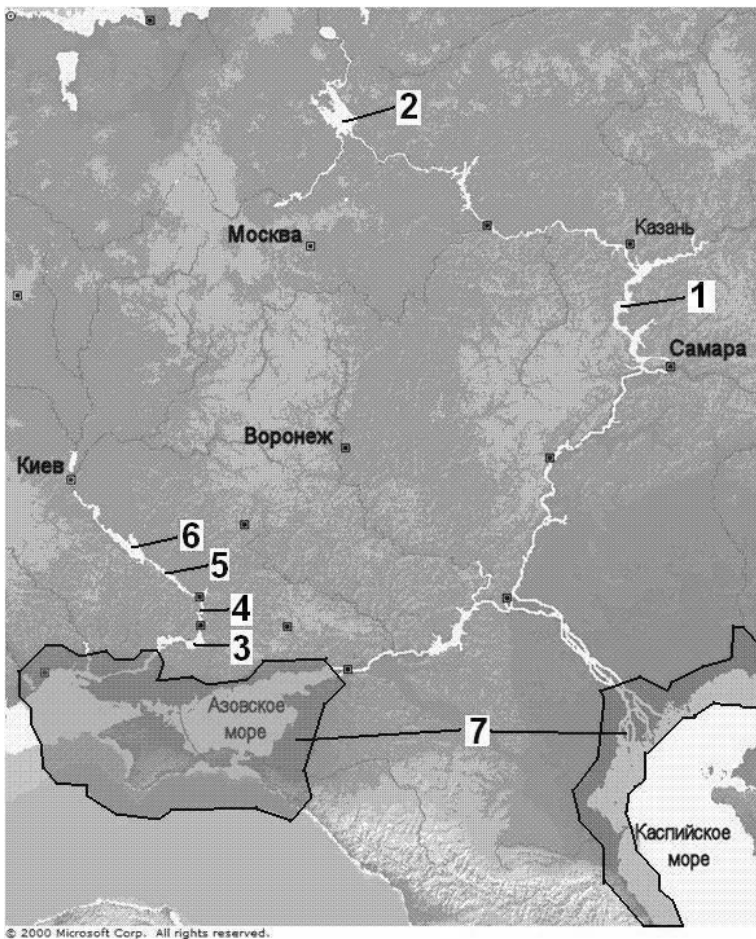 2
Москва
Казань
1
Самара
Воронеж
Киев
6
5
4
3
Азовское
море
7
Каспийское
море
© 2000 Microsoft Corp. All rights reserved.